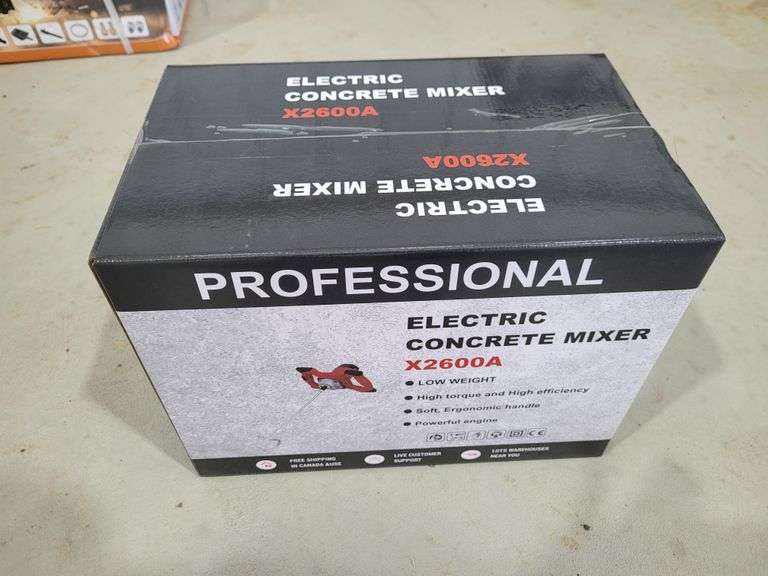 ELECTRIC
CONCRETE MIXER
X2600A
X2600A
CONCRETE MIXER
ELECTRIC
PROFESSIONAL
ELECTRIC
CONCRETE MIXER
X2600A
LOW WEIGHT
High torque and High efficiency
Soft, Ergonomic handle
Powerful engine
CE
FREE SHIPPING
IN CANADA &USE
LIVE CUSTOMER
SUPPORT
LOTS WAREHOUSES
NEAR YOU